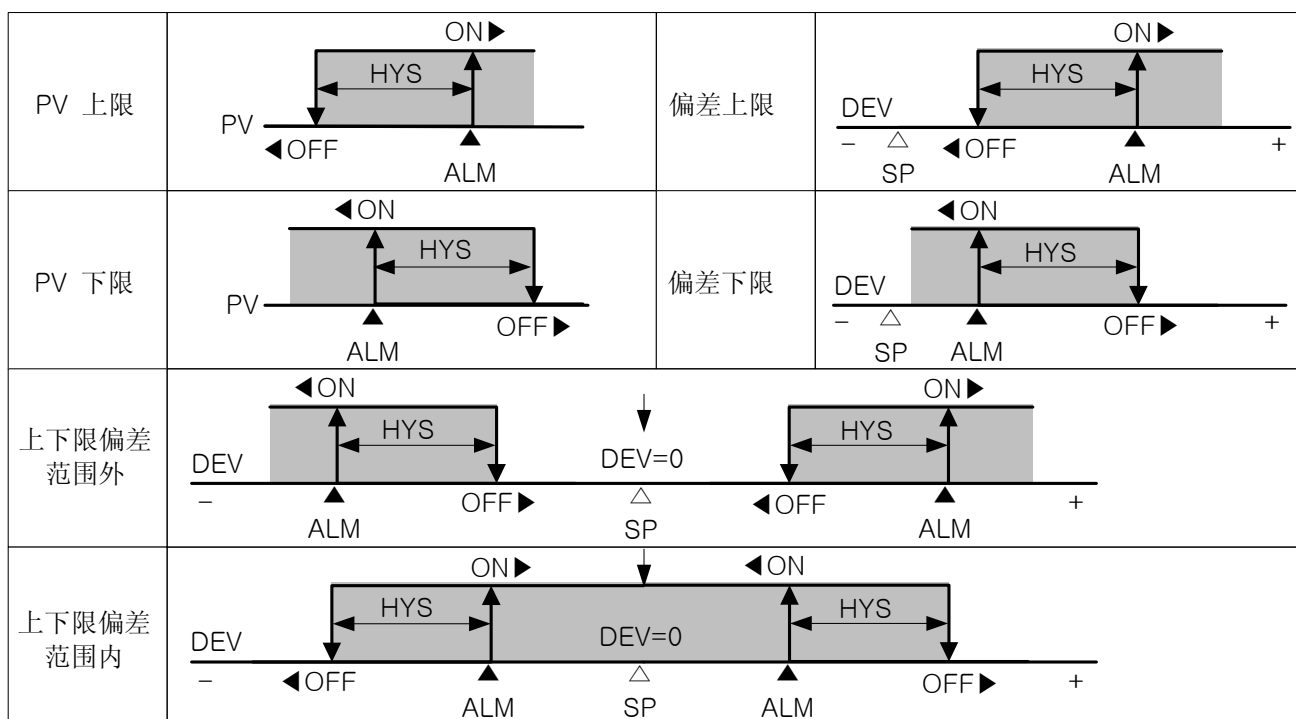 PV 上限
ON▶
HYS
PV
◀OFF
ALM
偏差上限
ON▶
HYS
DEV
− SP ◀OFF ALM +
PV 下限
◀ON
HYS
PV
OFF▶
ALM
偏差下限
◀ON
HYS
DEV
− OFF▶ +
SP ALM
上下限偏差
范围外
◀ON ON▶
HYS HYS
DEV DEV=0
− OFF▶ ◀OFF +
ALM SP ALM
上下限偏差
范围内
ON▶ ◀ON
HYS HYS
DEV DEV=0
− ◀OFF OFF▶ +
ALM SP ALM